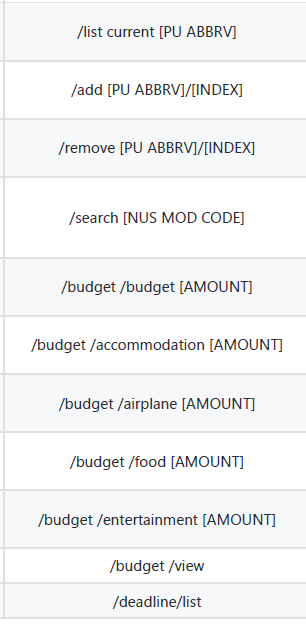 /list current [PU ABBRV]
/add [PU ABBRV]/[INDEX]
/remove [PU ABBRV]/[INDEX]
/search [NUS MOD CODE]
/budget /budget [AMOUNT]
/budget /accommodation [AMOUNT]
/budget /airplane [AMOUNT]
/budget /food [AMOUNT]
/budget /entertainment [AMOUNT]
/budget /view
/deadline/list